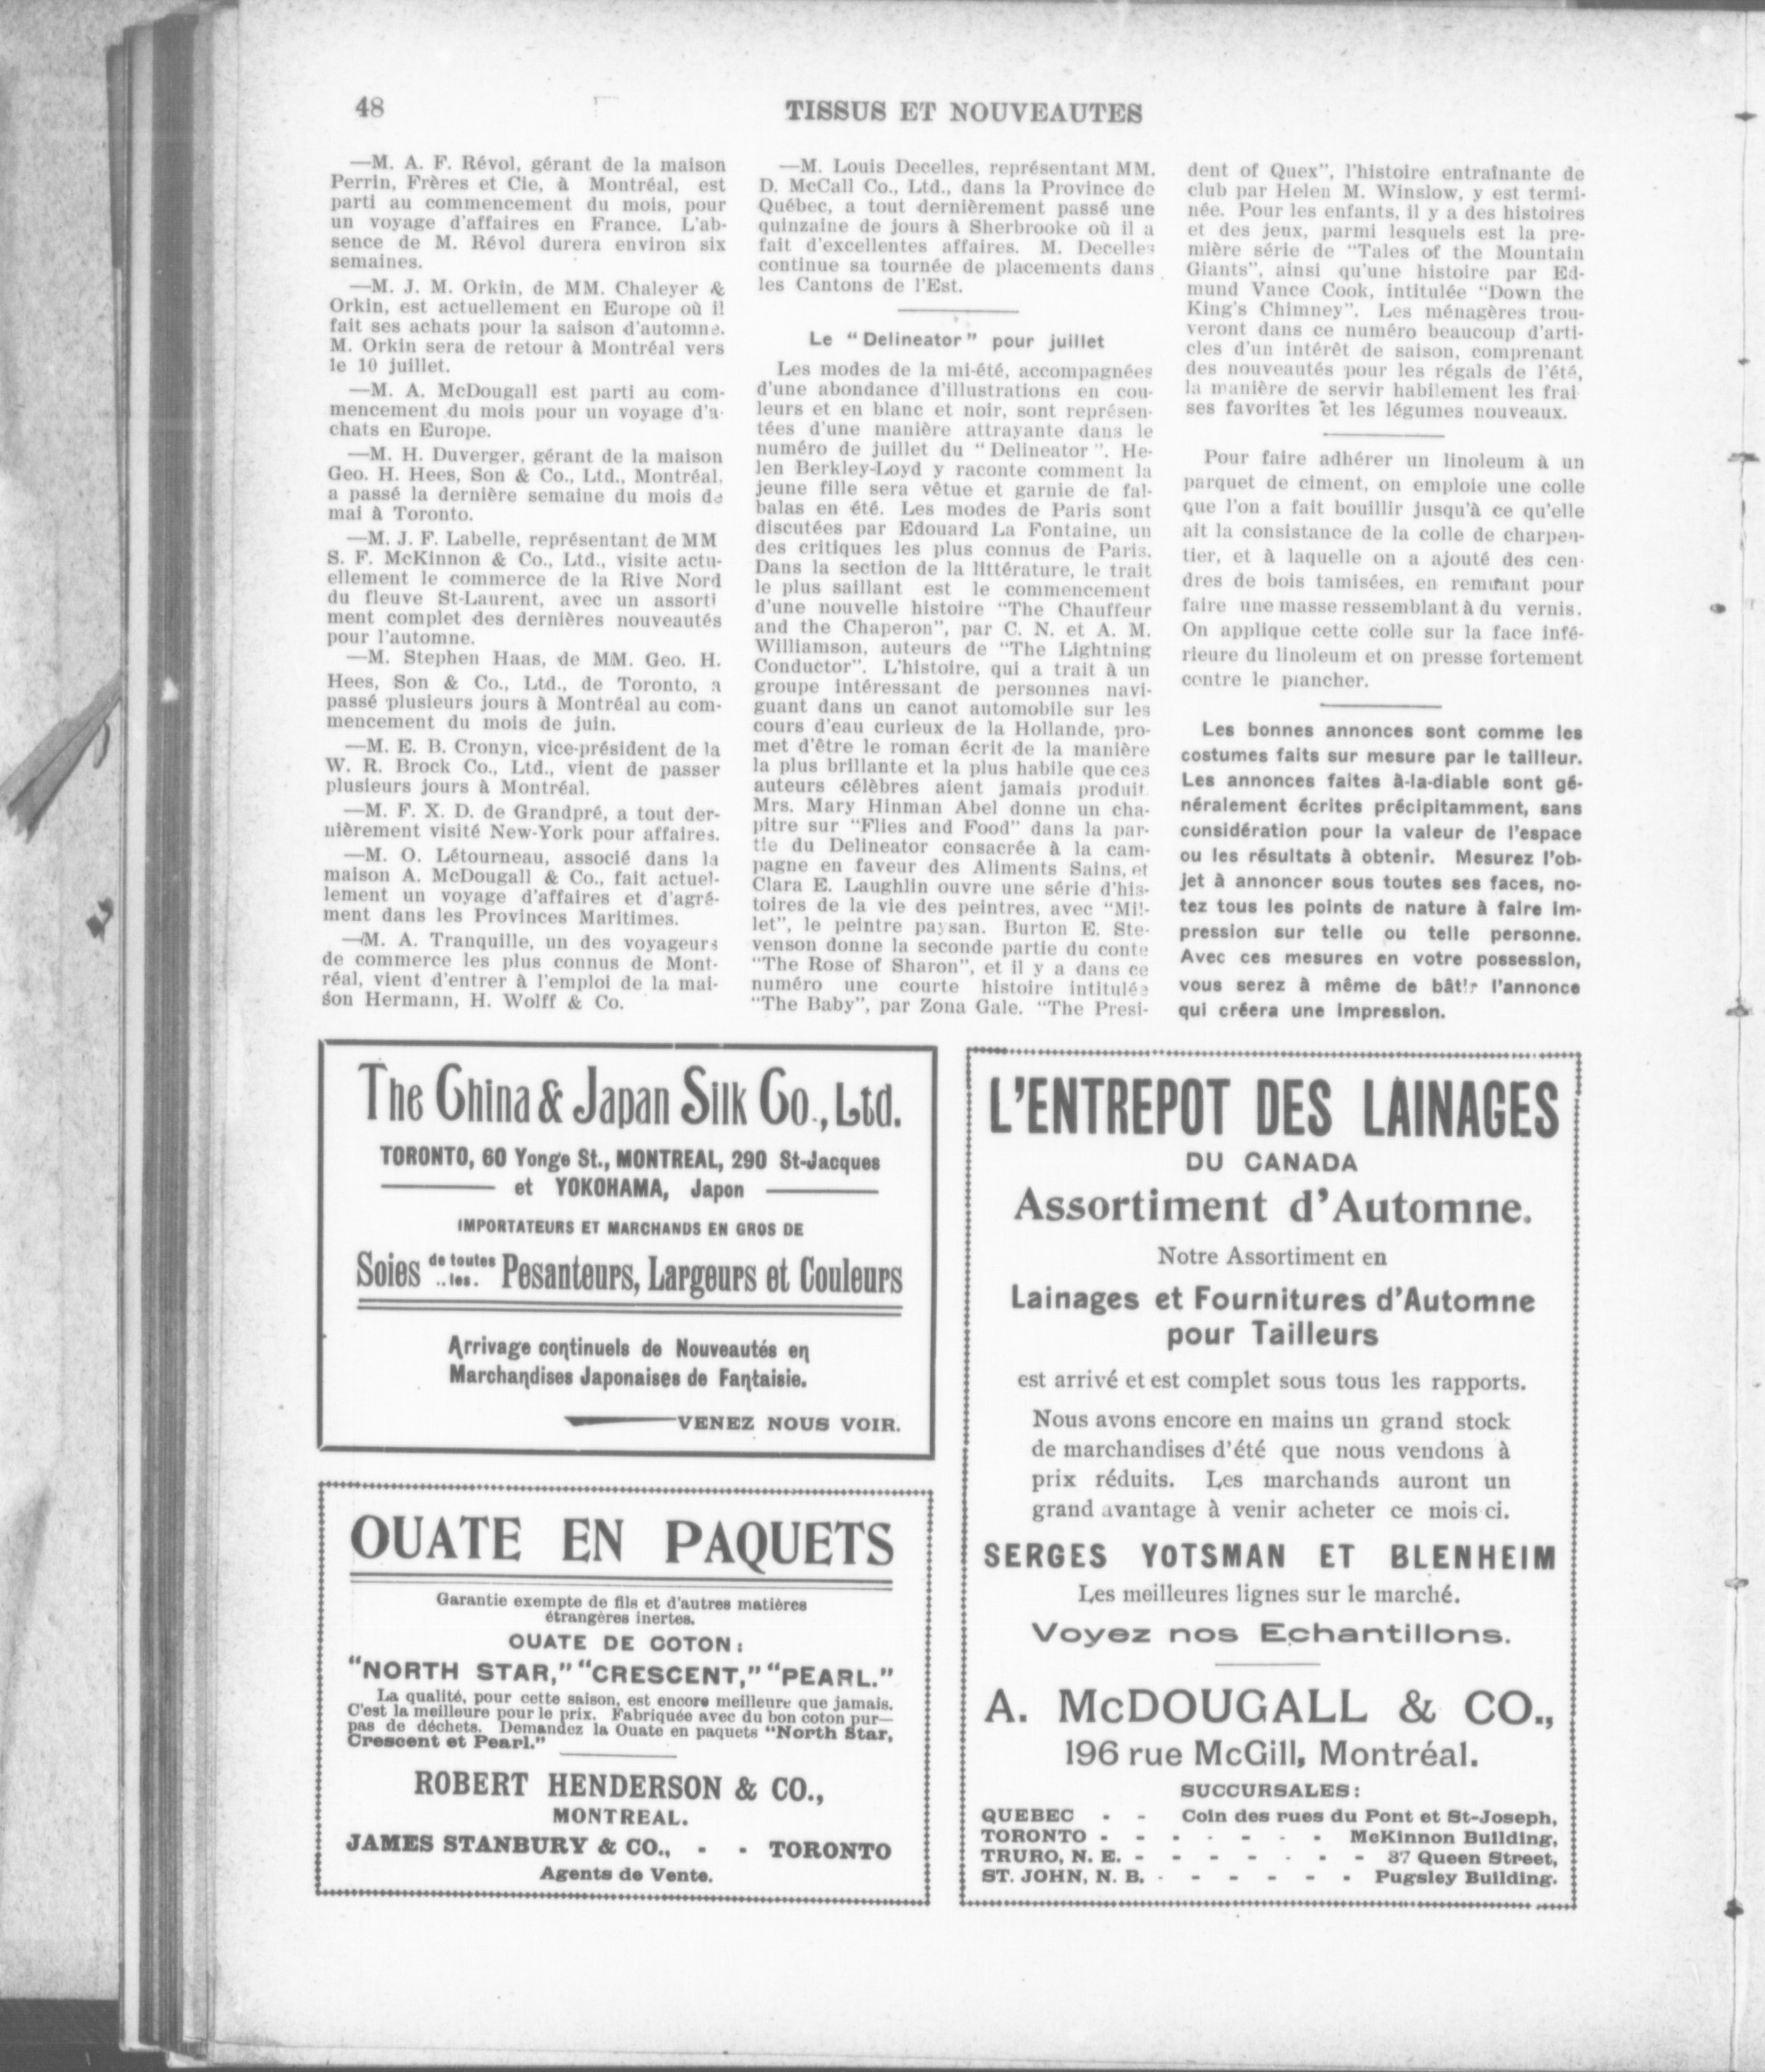 48
TISSUS ET NOUVEAUTES
—M. A. F. Révol, gérant de la maison
Perrin, Frères et Cie, à Montréal, est
parti au commencement du mois, pour
un voyage d'affaires en France. L'ab-
sence de M. Révol durera environ six
semaines.
—M. J. M. Orkin, de MM. Chaleyer &
Orkin, est actuellement en Europe où il
fait ses achats pour la saison d'automne.
M. Orkin sera de retour à Montréal vers
le 10 juillet.
—M. A. McDougall est parti au com-
mencement du mois pour un voyage d'a-
chats en Europe.
—M. H. Duverger, gérant de la maison
Geo. H. Hees, Son & Co., Ltd., Montréal,
a passé la dernière semaine du mois de
mai à Toronto.
—M. J. F. Labelle, représentant de MM
S. F. McKinnon & Co., Ltd., visite actu-
ellement le commerce de la Rive Nord
du fleuve St-Laurent, avec un assorti
ment complet des dernières nouveautés
pour l'automne.
—M. Stephen Haas, de MM. Geo. H.
Hees, Son & Co., Ltd., de Toronto, a
passé plusieurs jours à Montréal au com-
mencement du mois de juin.
—M. E. B. Cronyn, vice-président de la
W. R. Brock Co., Ltd., vient de passer
plusieurs jours à Montréal.
—M. F. X. D. de Grandpré, a tout der-
nièrement visité New-York pour affaires.
—M. O. Létourneau, associé dans la
maison A. McDougall & Co., fait actuel-
lement un voyage d'affaires et d'agré-
ment dans les Provinces Maritimes.
—M. A. Tranquille, un des voyageurs
de commerce les plus connus de Mont-
réal, vient d'entrer à l'emploi de la mai-
son Hermann, H. Wolff & Co.
—M. Louis Decelles, représentant MM.
D. McCall Co., Ltd., dans la Province de
Québec, a tout dernièrement passé une
quinzaine de jours à Sherbrooke où il a
fait d'excellentes affaires. M. Decelles
continue sa tournée de placements dans
les Cantons de l'Est.
Le "Delineator" pour juillet
Les modes de la mi-été, accompagnées
d'une abondance d'illustrations en cou-
leurs et en blanc et noir, sont représen-
tées d'une manière attrayante dans le
numéro de juillet du "Delineator". He-
len Berkley-Loyd y raconte comment la
jeune fille sera vêtue et garnie de fal-
balas en été. Les modes de Paris sont
discutées par Edouard La Fontaine, un
des critiques les plus connus de Paris.
Dans la section de la littérature, le trait
le plus saillant est le commencement
d'une nouvelle histoire "The Chauffeur
and the Chaperon", par C. N. et A. M.
Williamson, auteurs de "The Lightning
Conductor". L'histoire, qui a trait à un
groupe intéressant de personnes navi-
guant dans un canot automobile sur les
cours d'eau curieux de la Hollande, pro-
met d'être le roman écrit de la manière
la plus brillante et la plus habile que ces
auteurs célèbres aient jamais produit.
Mrs. Mary Hinman Abel donne un cha-
pitre sur "Flies and Food" dans la par-
tie du Delineator consacrée à la cam-
pagne en faveur des Aliments Sains, et
Clara E. Laughlin ouvre une série d'his-
toires de la vie des peintres, avec "Mil-
let", le peintre paysan. Burton E. Ste-
venson donne la seconde partie du conte
"The Rose of Sharon", et il y a dans ce
numéro une courte histoire intitulée
"The Baby", par Zona Gale. "The Presi-
dent of Quex", l'histoire entraînante de
club par Helen M. Winslow, y est termi-
née. Pour les enfants, il y a des histoires
et des jeux, parmi lesquels est la pre-
mière série de "Tales of the Mountain
Giants", ainsi qu'une histoire par Ed-
mund Vance Cook, intitulée "Down the
King's Chimney". Les ménagères trou-
veront dans ce numéro beaucoup d'arti-
cles d'un intérêt de saison, comprenant
des nouveautés pour les régals de l'été,
la manière de servir habilement les frai
ses favorites et les légumes nouveaux.
Pour faire adhérer un linoleum à un
parquet de ciment, on emploie une colle
que l'on a fait bouillir jusqu'à ce qu'elle
ait la consistance de la colle de charpen-
tier, et à laquelle on a ajouté des cen-
dres de bois tamisées, en remuant pour
faire une masse ressemblant à du vernis.
On applique cette colle sur la face infé-
rieure du linoleum et on presse fortement
contre le plancher.
Les bonnes annonces sont comme les
costumes faits sur mesure par le tailleur.
Les annonces faites à-la-diable sont gé-
néralement écrites précipitamment, sans
considération pour la valeur de l'espace
ou les résultats à obtenir. Mesurez l'ob-
jet à annoncer sous toutes ses faces, no-
tez tous les points de nature à faire im-
pression sur telle ou telle personne.
Avec ces mesures en votre possession,
vous serez à même de bâtir l'annonce
qui créera une impression.
The China & Japan Silk Co., Ltd.
TORONTO, 60 Yonge St., MONTREAL, 290 St-Jacques
et YOKOHAMA, Japon
IMPORTATEURS ET MARCHANDS EN GROS DE
Soies de toutes les Pesanteurs, Largeurs et Couleurs
Arrivage continuels de Nouveautés en
Marchandises Japonaises de Fantaisie.
VENEZ NOUS VOIR.
OUATE EN PAQUETS
Garantie exempte de fils et d'autres matières
étrangères inertes.
OUATE DE COTON:
"NORTH STAR," "CRESCENT," "PEARL."
La qualité, pour cette saison, est encore meilleure que jamais.
C'est la meilleure pour le prix. Fabriquée avec du bon coton pur—
pas de déchets. Demandez la Ouate en paquets "North Star,
Crescent et Pearl."
ROBERT HENDERSON & CO.,
MONTREAL.
JAMES STANBURY & CO., - - TORONTO
Agents de Vente.
L'ENTREPOT DES LAINAGES
DU CANADA
Assortiment d'Automne.
Notre Assortiment en
Lainages et Fournitures d'Automne
pour Tailleurs
est arrivé et est complet sous tous les rapports.
Nous avons encore en mains un grand stock
de marchandises d'été que nous vendons à
prix réduits. Les marchands auront un
grand avantage à venir acheter ce mois-ci.
SERGES YOTSMAN ET BLENHEIM
Les meilleures lignes sur le marché.
Voyez nos Echantillons.
A. McDOUGALL & CO.,
196 rue McGill, Montréal.
SUCCURSALES:
QUEBEC - - Coin des rues du Pont et St-Joseph,
TORONTO - - - - - - - McKinnon Building,
TRURO, N. E. - - - - - - - 37 Queen Street,
ST. JOHN, N. B. - - - - - - Pugsley Building.